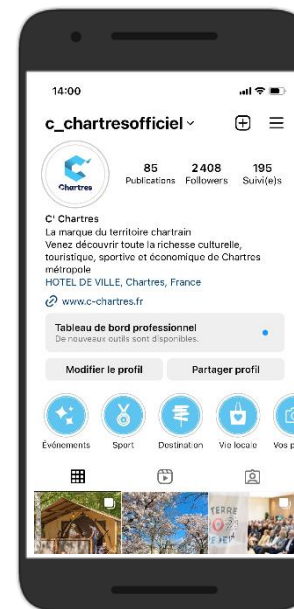 14:00
c_chartresofficiel
Chartres
85 2408 195
Publications Followers Suivi(e)s
C' Chartres
La marque du territoire chartrain
Venez découvrir toute la richesse culturelle,
touristique, sportive et économique de Chartres
métropole
HOTEL DE VILLE, Chartres, France
www.c-chartres.fr
Tableau de bord professionnel
De nouveaux outils sont disponibles.
Modifier le profil Partager profil
Événements Sport Destination Vie locale Vos p
TERRE